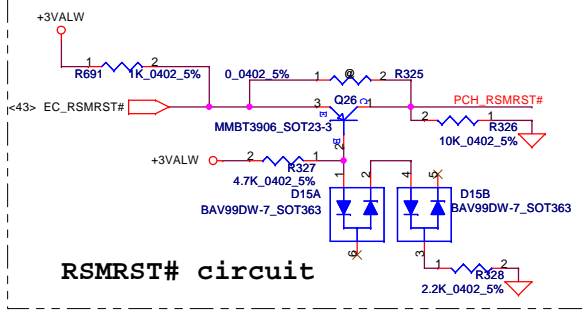 +3VALW
1 2
R691 1K_0402_5%
0_0402_5% 1 @ 2 R325
<43> EC_RSMRST#
3 E Q26 C 1
PCH_RSMRST#
MMBT3906_SOT23-3
B 2
1 2
R326
10K_0402_5%
+3VALW
2 1
R327
4.7K_0402_5%
1 2 4 5
D15A
BAV99DW-7_SOT363
D15B
BAV99DW-7_SOT363
6 3
RSMRST# circuit
1 2
R328
2.2K_0402_5%